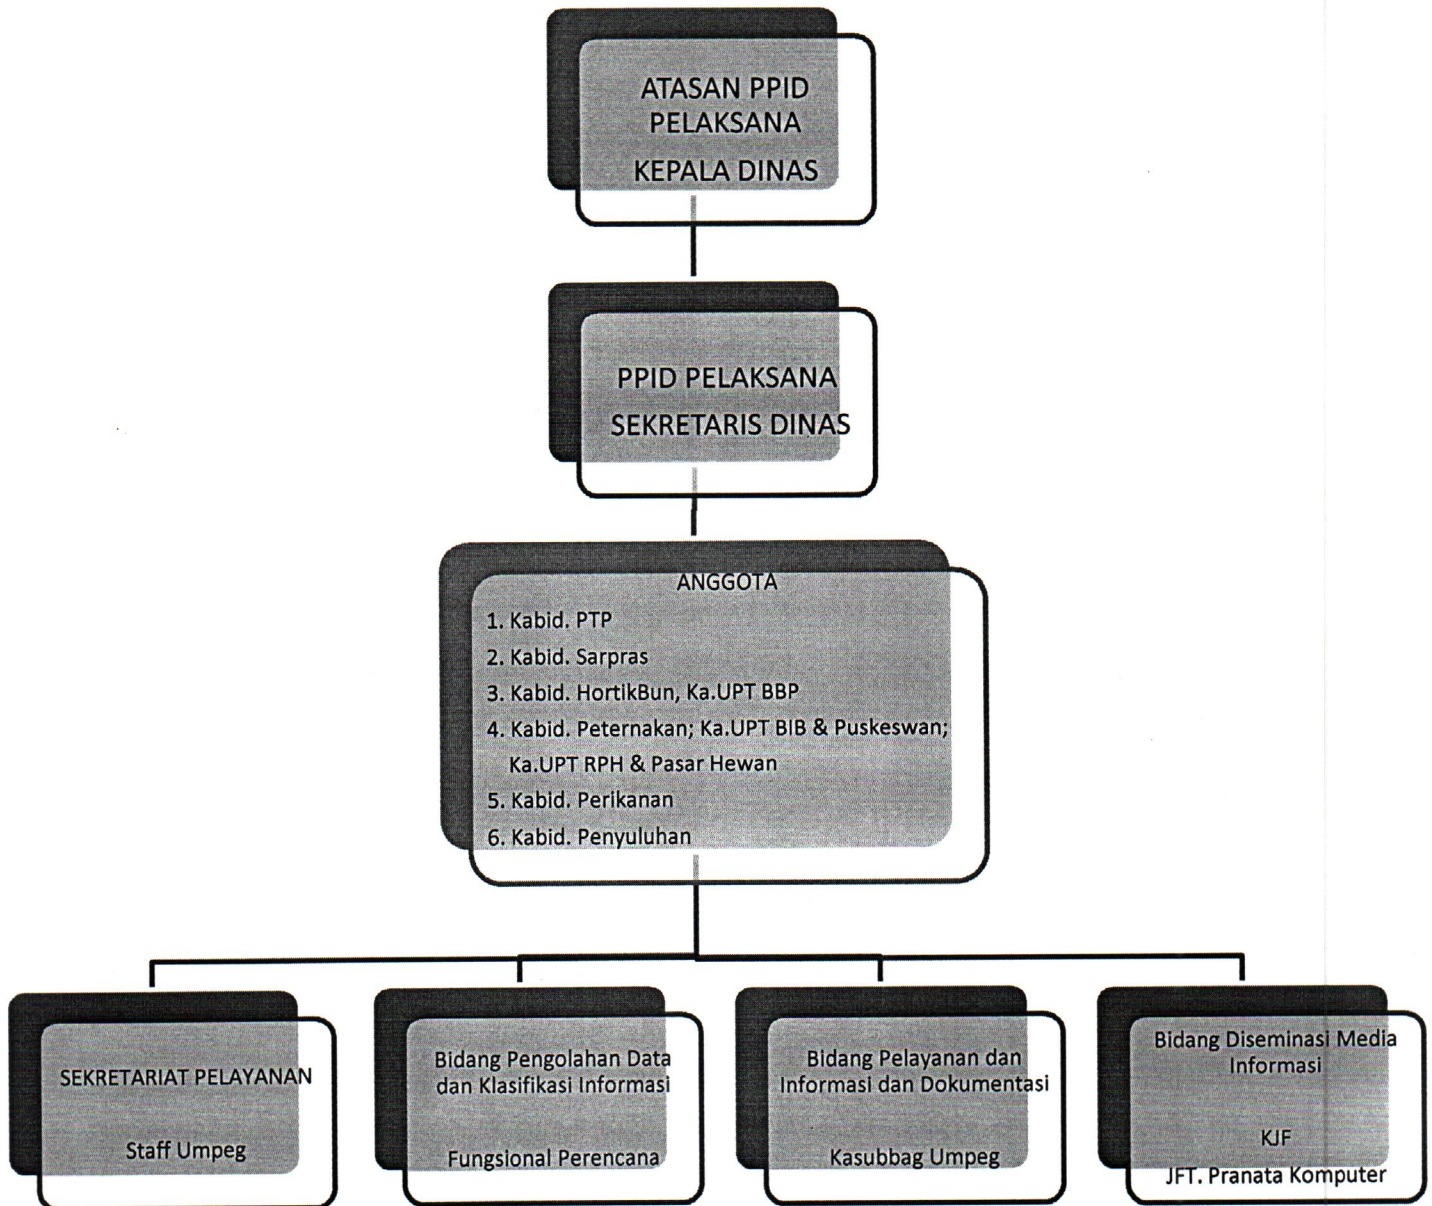 ATASAN PPID
PELAKSANA
KEPALA DINAS
PPID PELAKSANA
SEKRETARIS DINAS
ANGGOTA
1. Kabid. PTP
2. Kabid. Sarpras
3. Kabid. HortikBun, Ka.UPT BBP
4. Kabid. Peternakan; Ka.UPT BIB & Puskeswan;
Ka.UPT RPH & Pasar Hewan
5. Kabid. Perikanan
6. Kabid. Penyuluhan
SEKRETARIAT PELAYANAN
Staff Umpeg
Bidang Pengolahan Data
dan Klasifikasi Informasi
Fungsional Perencana
Bidang Pelayanan dan
Informasi dan Dokumentasi
Kasubbag Umpeg
Bidang Diseminasi Media
Informasi
KJF
JFT. Pranata Komputer